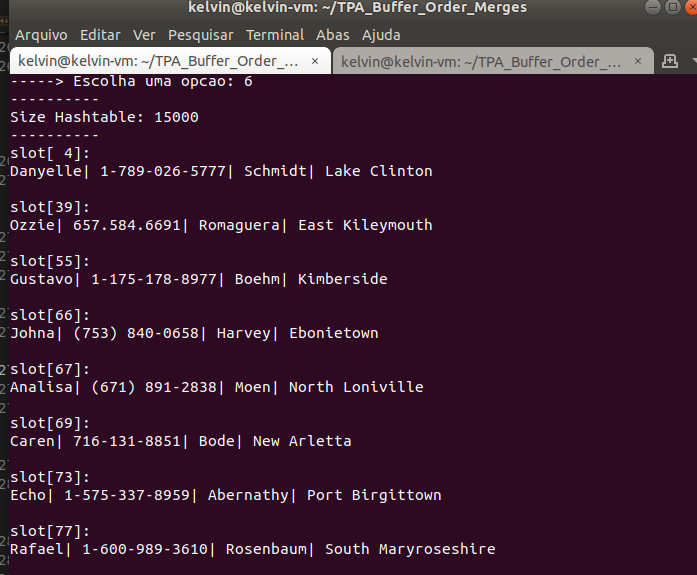 kelvin@kelvin-vm: ~/TPA_Buffer_Order_Merges
Arquivo Editar Ver Pesquisar Terminal Abas Ajuda
kelvin@kelvin-vm: ~/TPA_Buffer_Order_... × kelvin@kelvin-vm: ~/TPA_Buffer_Order_... ×
-----> Escolha uma opcao: 6
----------
Size Hashtable: 15000
----------
slot[ 4]:
Danyelle| 1-789-026-5777| Schmidt| Lake Clinton
slot[39]:
Ozzie| 657.584.6691| Romaguera| East Kileymouth
slot[55]:
Gustavo| 1-175-178-8977| Boehm| Kimberside
slot[66]:
Johna| (753) 840-0658| Harvey| Ebonietown
slot[67]:
Analisa| (671) 891-2838| Moen| North Loniville
slot[69]:
Caren| 716-131-8851| Bode| New Arletta
slot[73]:
Echo| 1-575-337-8959| Abernathy| Port Birgittown
slot[77]:
Rafael| 1-600-989-3610| Rosenbaum| South Maryroseshire